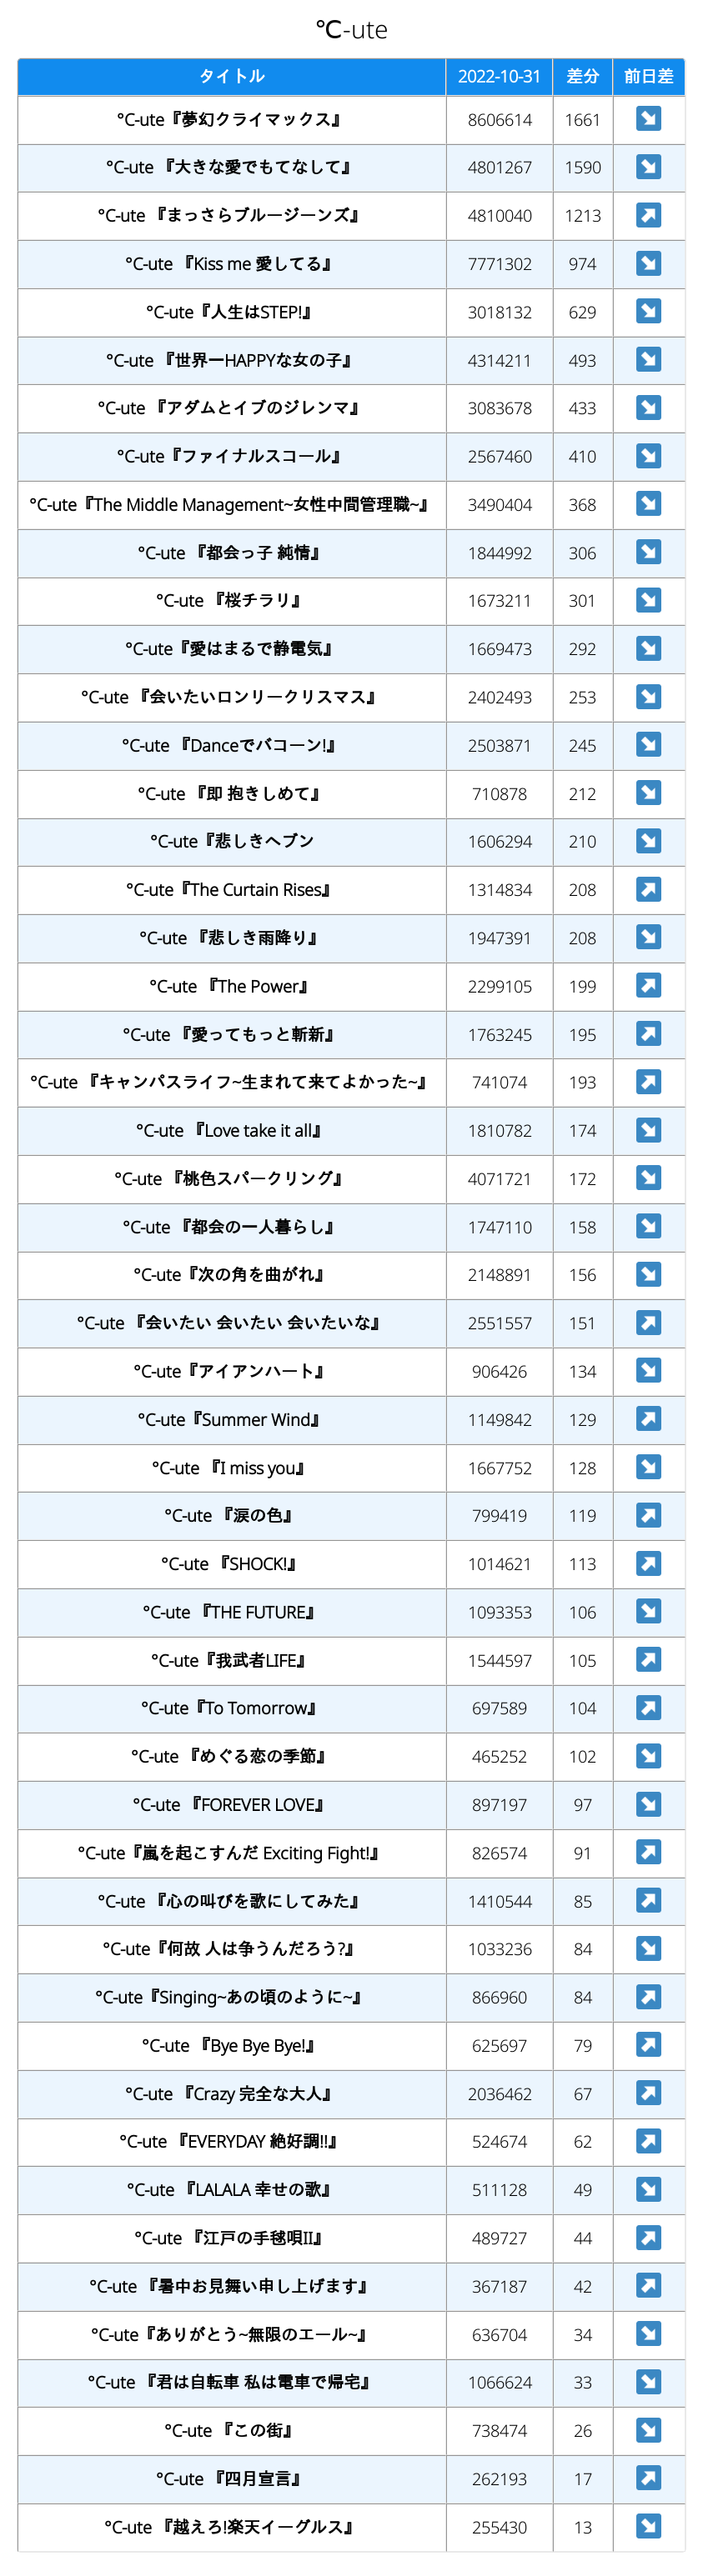 ℃-ute
タイトル 2022-10-31 差分 前日差
°C-ute『夢幻クライマックス』 8606614 1661 ↘
°C-ute 『大きな愛でもてなして』 4801267 1590 ↘
°C-ute 『まっさらブルージーンズ』 4810040 1213 ↗
°C-ute 『Kiss me 愛してる』 7771302 974 ↘
°C-ute『人生はSTEP!』 3018132 629 ↘
°C-ute 『世界一HAPPYな女の子』 4314211 493 ↘
°C-ute 『アダムとイブのジレンマ』 3083678 433 ↘
°C-ute『ファイナルスコール』 2567460 410 ↘
°C-ute『The Middle Management~女性中間管理職~』 3490404 368 ↘
°C-ute 『都会っ子 純情』 1844992 306 ↘
°C-ute 『桜チラリ』 1673211 301 ↘
°C-ute『愛はまるで静電気』 1669473 292 ↘
°C-ute 『会いたいロンリークリスマス』 2402493 253 ↘
°C-ute 『Danceでバコーン!』 2503871 245 ↘
°C-ute 『即 抱きしめて』 710878 212 ↘
°C-ute『悲しきヘブン 1606294 210 ↘
°C-ute『The Curtain Rises』 1314834 208 ↗
°C-ute 『悲しき雨降り』 1947391 208 ↘
°C-ute 『The Power』 2299105 199 ↗
°C-ute 『愛ってもっと斬新』 1763245 195 ↗
°C-ute 『キャンパスライフ~生まれて来てよかった~』 741074 193 ↗
°C-ute 『Love take it all』 1810782 174 ↘
°C-ute 『桃色スパークリング』 4071721 172 ↘
°C-ute 『都会の一人暮らし』 1747110 158 ↘
°C-ute『次の角を曲がれ』 2148891 156 ↘
°C-ute 『会いたい 会いたい 会いたいな』 2551557 151 ↗
°C-ute『アイアンハート』 906426 134 ↘
°C-ute『Summer Wind』 1149842 129 ↗
°C-ute 『I miss you』 1667752 128 ↘
°C-ute 『涙の色』 799419 119 ↗
°C-ute 『SHOCK!』 1014621 113 ↗
°C-ute 『THE FUTURE』 1093353 106 ↘
°C-ute『我武者LIFE』 1544597 105 ↗
°C-ute『To Tomorrow』 697589 104 ↗
°C-ute 『めぐる恋の季節』 465252 102 ↘
°C-ute 『FOREVER LOVE』 897197 97 ↘
°C-ute『嵐を起こすんだ Exciting Fight!』 826574 91 ↗
°C-ute 『心の叫びを歌にしてみた』 1410544 85 ↗
°C-ute『何故 人は争うんだろう?』 1033236 84 ↘
°C-ute『Singing~あの頃のように~』 866960 84 ↗
°C-ute 『Bye Bye Bye!』 625697 79 ↗
°C-ute 『Crazy 完全な大人』 2036462 67 ↗
°C-ute 『EVERYDAY 絶好調!!』 524674 62 ↗
°C-ute 『LALALA 幸せの歌』 511128 49 ↘
°C-ute 『江戸の手毬唄II』 489727 44 ↗
°C-ute 『暑中お見舞い申し上げます』 367187 42 ↗
°C-ute『ありがとう~無限のエール~』 636704 34 ↘
°C-ute 『君は自転車 私は電車で帰宅』 1066624 33 ↘
°C-ute 『この街』 738474 26 ↘
°C-ute 『四月宣言』 262193 17 ↗
°C-ute 『越えろ!楽天イーグルス』 255430 13 ↘